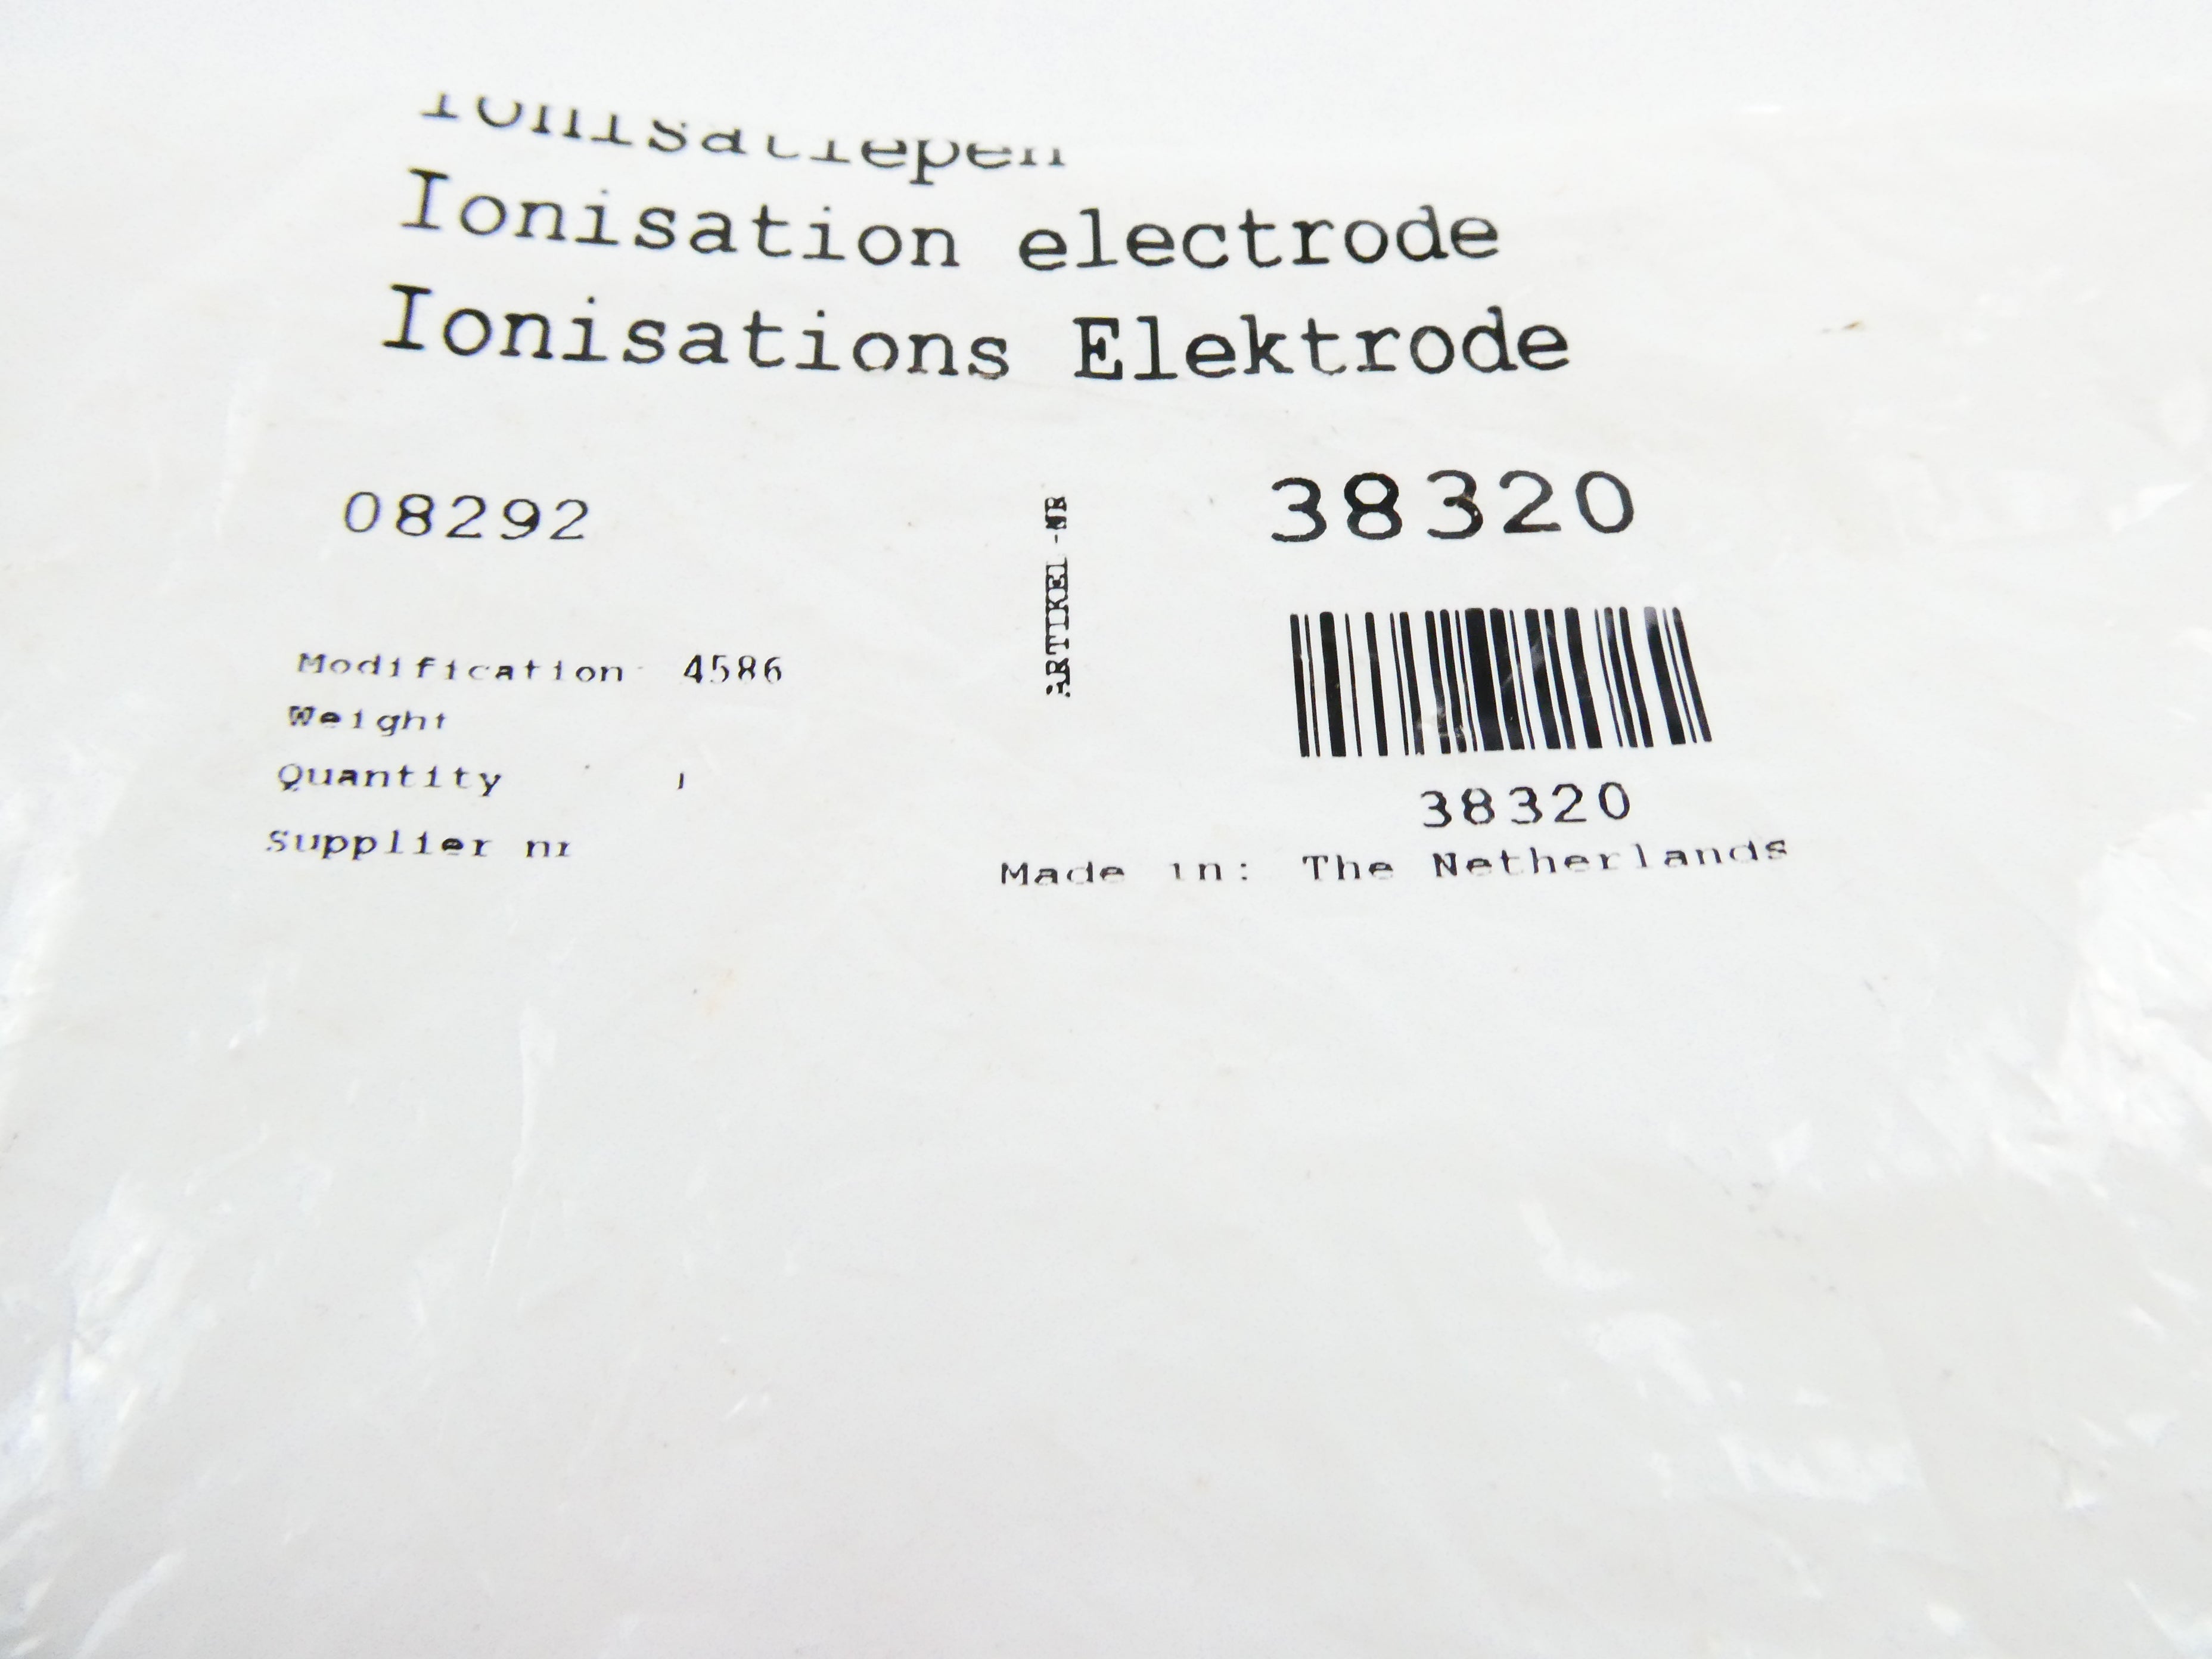 Ionisatiepen
Ionisation electrode
Ionisations Elektrode
08292
ARTIKEL-NR
38320
Modification 4586
Weight
Quantity 1
Supplier nr
38320
Made in: The Netherlands